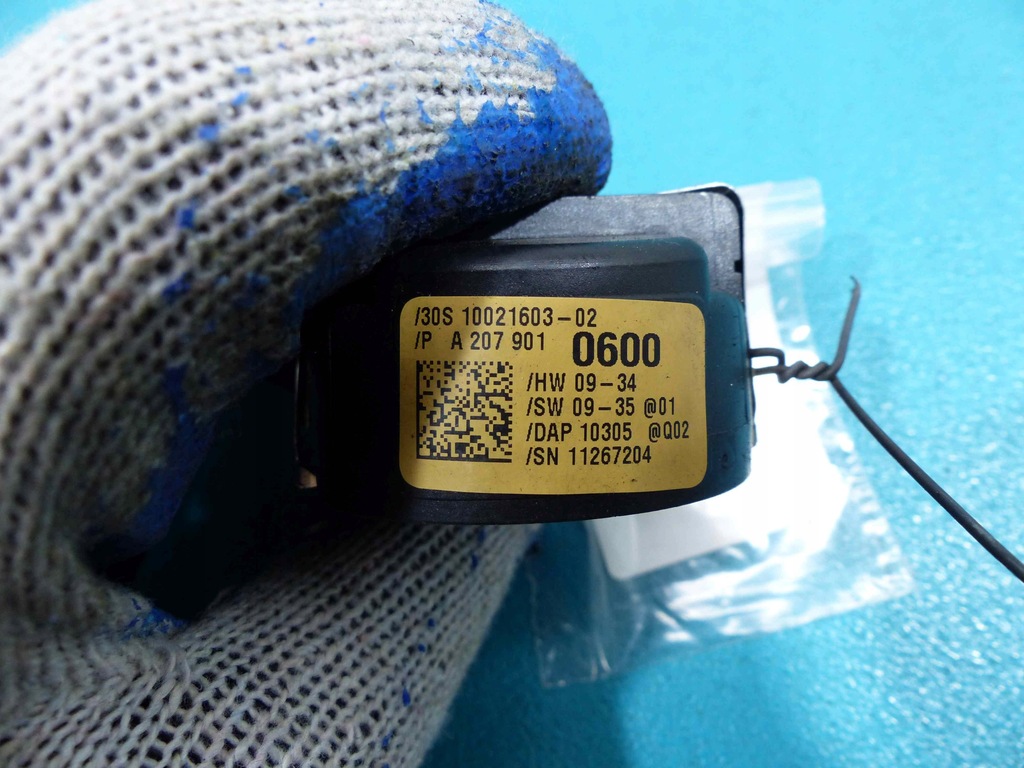 /30S 10021603-02
/P A 207 901 0600
/HW 09-34
/SW 09-35 @01
/DAP 10305 @Q02
/SN 11267204